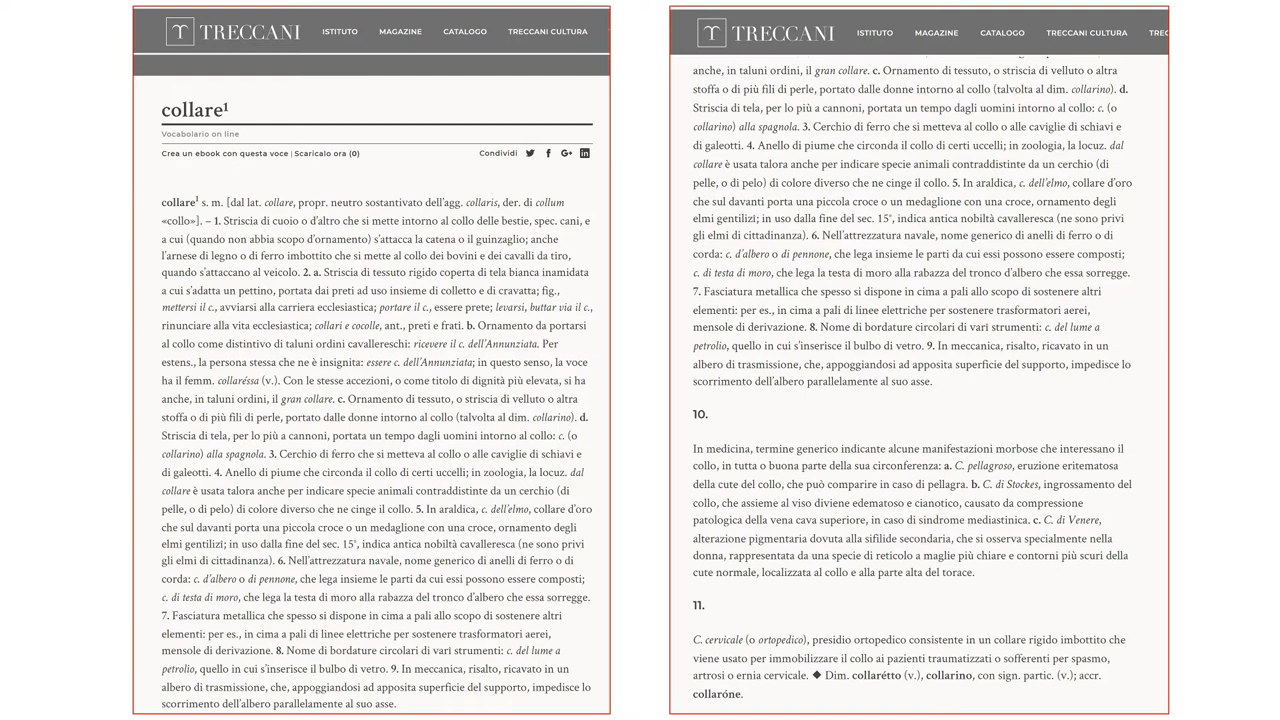 TRECCANI ISTITUTO MAGAZINE CATALOGO TRECCANI CULTURA
collare¹
Vocabolario on line
Crea un ebook con questa voce | Scaricalo ora (0) Condividi
collare¹ s. m. [dal lat. collare, propr. neutro sostantivato dell’agg. collaris, der. di collum
«collo»]. – 1. Striscia di cuoio o d’altro che si mette intorno al collo delle bestie, spec. cani, e
a cui (quando non abbia scopo d’ornamento) s’attacca la catena o il guinzaglio; anche
l’arnese di legno o di ferro imbottito che si mette al collo dei bovini e dei cavalli da tiro,
quando s’attaccano al veicolo. 2. a. Striscia di tessuto rigido coperta di tela bianca inamidata
a cui s’adatta un pettino, portata dai preti ad uso insieme di colletto e di cravatta; fig.,
mettersi il c., avviarsi alla carriera ecclesiastica; portare il c., essere prete; levarsi, buttar via il c.,
rinunciare alla vita ecclesiastica; collari e cocolle, ant., preti e frati. b. Ornamento da portarsi
al collo come distintivo di taluni ordini cavallereschi: ricevere il c. dell’Annunziata. Per
estens., la persona stessa che ne è insignita: essere c. dell’Annunziata; in questo senso, la voce
ha il femm. collaréssa (v.). Con le stesse accezioni, o come titolo di dignità più elevata, si ha
anche, in taluni ordini, il gran collare. c. Ornamento di tessuto, o striscia di velluto o altra
stoffa o di più fili di perle, portato dalle donne intorno al collo (talvolta al dim. collarino). d.
Striscia di tela, per lo più a cannoni, portata un tempo dagli uomini intorno al collo: c. (o
collarino) alla spagnola. 3. Cerchio di ferro che si metteva al collo o alle caviglie di schiavi e
di galeotti. 4. Anello di piume che circonda il collo di certi uccelli; in zoologia, la locuz. dal
collare è usata talora anche per indicare specie animali contraddistinte da un cerchio (di
pelle, o di pelo) di colore diverso che ne cinge il collo. 5. In araldica, c. dell’elmo, collare d’oro
che sul davanti porta una piccola croce o un medaglione con una croce, ornamento degli
elmi gentilizî; in uso dalla fine del sec. 15°, indica antica nobiltà cavalleresca (ne sono privi
gli elmi di cittadinanza). 6. Nell’attrezzatura navale, nome generico di anelli di ferro o di
corda: c. d’albero o di pennone, che lega insieme le parti da cui essi possono essere composti;
c. di testa di moro, che lega la testa di moro alla rabazza del tronco d’albero che essa sorregge.
7. Fasciatura metallica che spesso si dispone in cima a pali allo scopo di sostenere altri
elementi: per es., in cima a pali di linee elettriche per sostenere trasformatori aerei,
mensole di derivazione. 8. Nome di bordature circolari di varî strumenti: c. del lume a
petrolio, quello in cui s’inserisce il bulbo di vetro. 9. In meccanica, risalto, ricavato in un
albero di trasmissione, che, appoggiandosi ad apposita superficie del supporto, impedisce lo
scorrimento dell’albero parallelamente al suo asse.
TRECCANI ISTITUTO MAGAZINE CATALOGO TRECCANI CULTURA TREC
anche, in taluni ordini, il gran collare. c. Ornamento di tessuto, o striscia di velluto o altra
stoffa o di più fili di perle, portato dalle donne intorno al collo (talvolta al dim. collarino). d.
Striscia di tela, per lo più a cannoni, portata un tempo dagli uomini intorno al collo: c. (o
collarino) alla spagnola. 3. Cerchio di ferro che si metteva al collo o alle caviglie di schiavi e
di galeotti. 4. Anello di piume che circonda il collo di certi uccelli; in zoologia, la locuz. dal
collare è usata talora anche per indicare specie animali contraddistinte da un cerchio (di
pelle, o di pelo) di colore diverso che ne cinge il collo. 5. In araldica, c. dell’elmo, collare d’oro
che sul davanti porta una piccola croce o un medaglione con una croce, ornamento degli
elmi gentilizî; in uso dalla fine del sec. 15°, indica antica nobiltà cavalleresca (ne sono privi
gli elmi di cittadinanza). 6. Nell’attrezzatura navale, nome generico di anelli di ferro o di
corda: c. d’albero o di pennone, che lega insieme le parti da cui essi possono essere composti;
c. di testa di moro, che lega la testa di moro alla rabazza del tronco d’albero che essa sorregge.
7. Fasciatura metallica che spesso si dispone in cima a pali allo scopo di sostenere altri
elementi: per es., in cima a pali di linee elettriche per sostenere trasformatori aerei,
mensole di derivazione. 8. Nome di bordature circolari di varî strumenti: c. del lume a
petrolio, quello in cui s’inserisce il bulbo di vetro. 9. In meccanica, risalto, ricavato in un
albero di trasmissione, che, appoggiandosi ad apposita superficie del supporto, impedisce lo
scorrimento dell’albero parallelamente al suo asse.
10.
In medicina, termine generico indicante alcune manifestazioni morbose che interessano il
collo, in tutta o buona parte della sua circonferenza: a. C. pellagroso, eruzione eritematosa
della cute del collo, che può comparire in caso di pellagra. b. C. di Stockes, ingrossamento del
collo, che assieme al viso diviene edematoso e cianotico, causato da compressione
patologica della vena cava superiore, in caso di sindrome mediastinica. c. C. di Venere,
alterazione pigmentaria dovuta alla sifilide secondaria, che si osserva specialmente nella
donna, rappresentata da una specie di reticolo a maglie più chiare e contorni più scuri della
cute normale, localizzata al collo e alla parte alta del torace.
11.
C. cervicale (o ortopedico), presidio ortopedico consistente in un collare rigido imbottito che
viene usato per immobilizzare il collo ai pazienti traumatizzati o sofferenti per spasmo,
artrosi o ernia cervicale. ◆ Dim. collarétto (v.), collarino, con sign. partic. (v.); accr.
collaróne.